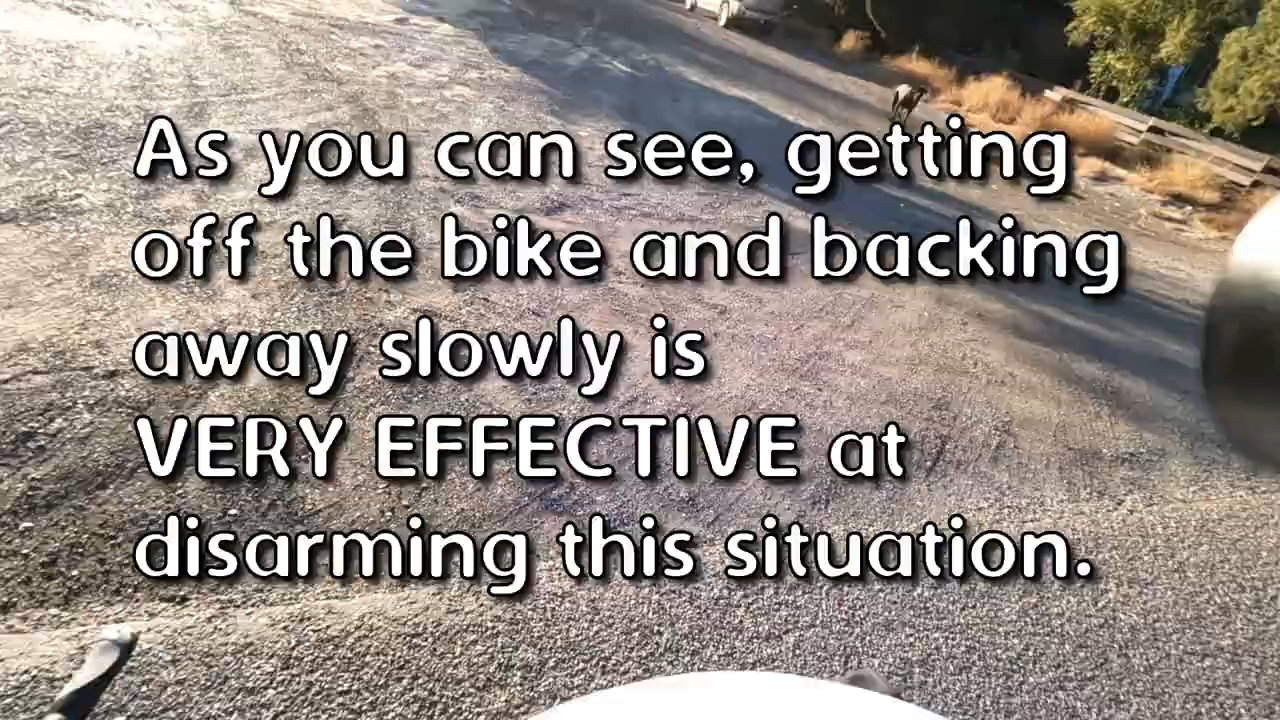 As you can see, getting
off the bike and backing
away slowly is
VERY EFFECTIVE at
disarming this situation.